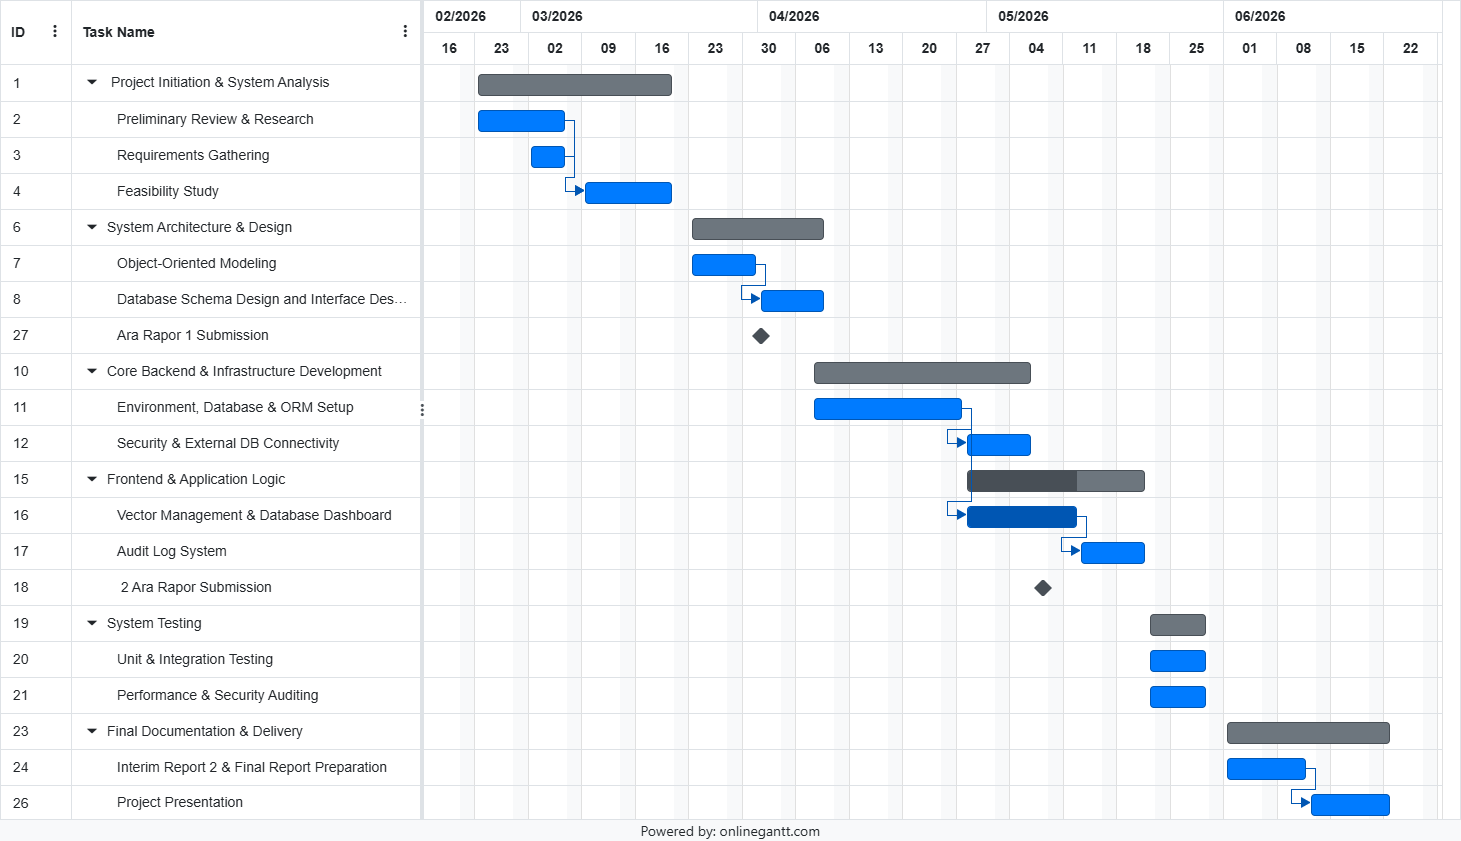 ID Task Name 02/2026 03/2026 04/2026 05/2026 06/2026
16 23 02 09 16 23 30 06 13 20 27 04 11 18 25 01 08 15 22
1 Project Initiation & System Analysis
2 Preliminary Review & Research
3 Requirements Gathering
4 Feasibility Study
6 System Architecture & Design
7 Object-Oriented Modeling
8 Database Schema Design and Interface Des...
27 Ara Rapor 1 Submission
10 Core Backend & Infrastructure Development
11 Environment, Database & ORM Setup
12 Security & External DB Connectivity
15 Frontend & Application Logic
16 Vector Management & Database Dashboard
17 Audit Log System
18 2 Ara Rapor Submission
19 System Testing
20 Unit & Integration Testing
21 Performance & Security Auditing
23 Final Documentation & Delivery
24 Interim Report 2 & Final Report Preparation
26 Project Presentation
Powered by: onlinegantt.com